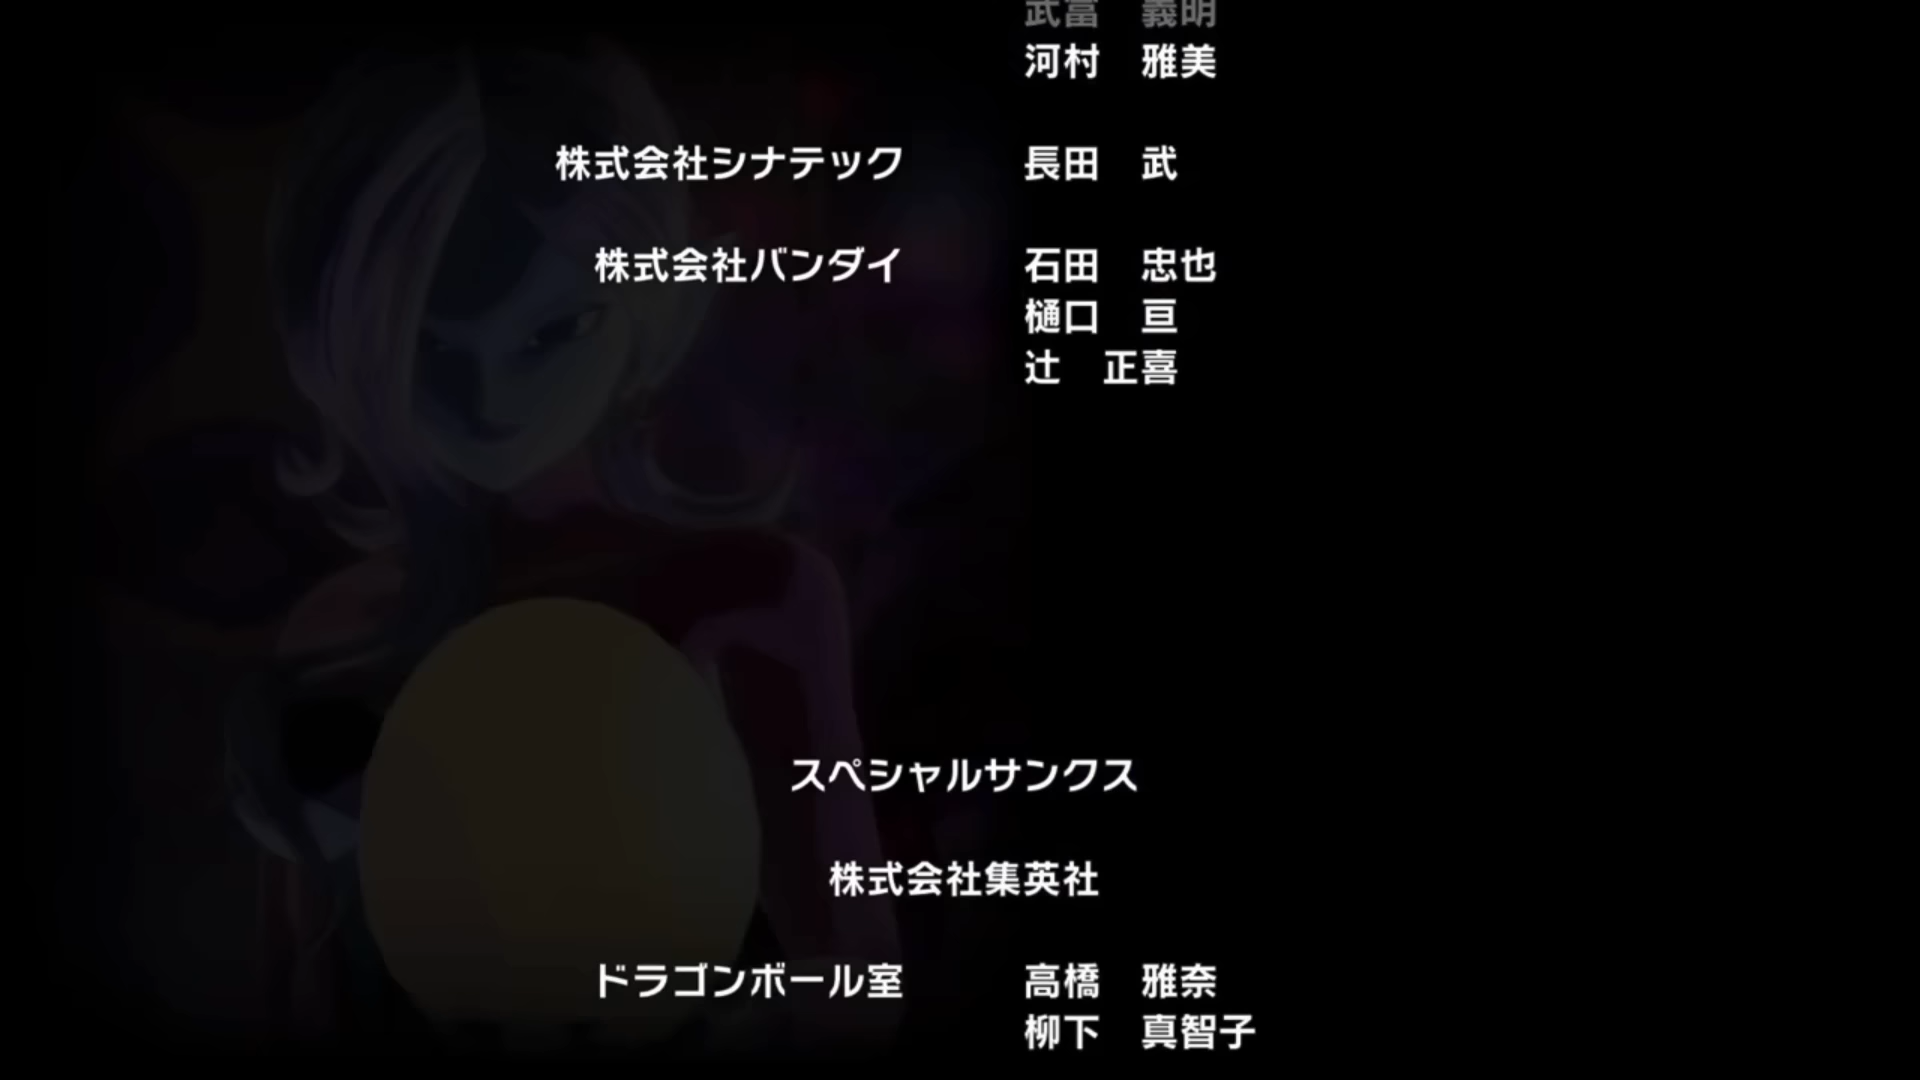 武富　義明
河村　雅美
株式会社シナテック　長田　武
株式会社バンダイ　石田　忠也
樋口　亘
辻　正喜
スペシャルサンクス
株式会社集英社
ドラゴンボール室　高橋　雅奈
柳下　真智子